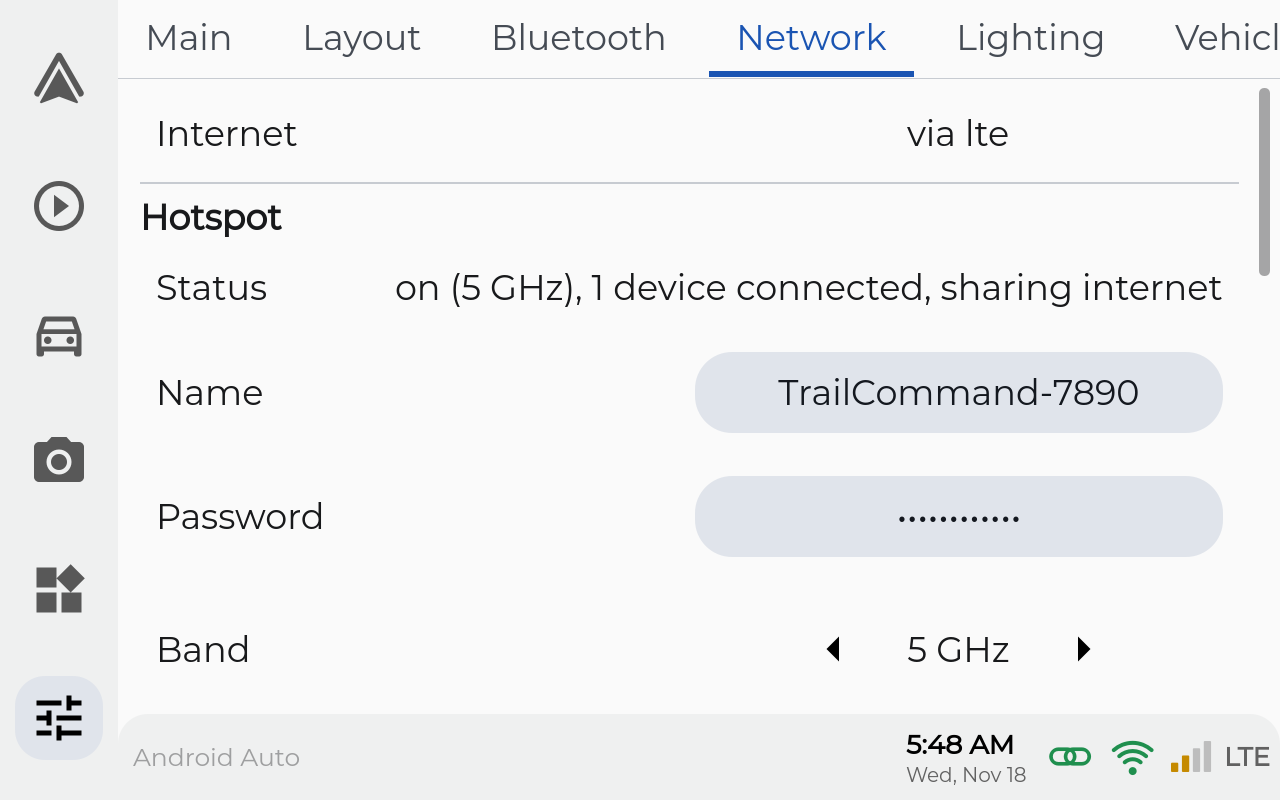 Main Layout Bluetooth Network Lighting Vehicl
Internet via lte
Hotspot
Status on (5 GHz), 1 device connected, sharing internet
Name TrailCommand-7890
Password ••••••••••••
Band 5 GHz
Android Auto
5:48 AM
Wed, Nov 18
LTE